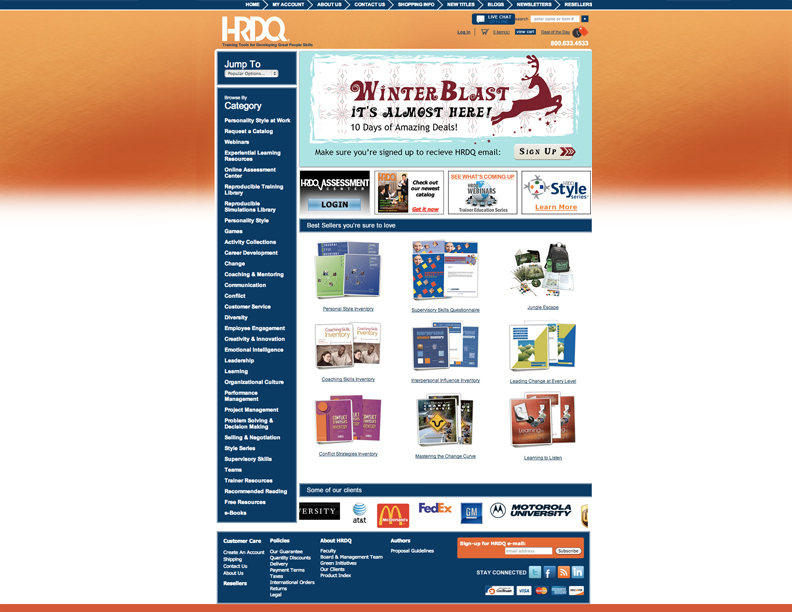 HOME
MY ACCOUNT
ABOUT US
CONTACT US
SHOPPING INFO
NEW TITLES
BLOGS
NEWSLETTERS
RESELLERS
HRDQ
Training Tools for Developing Great People Skills
LIVE CHAT
Search:
enter name or item #
Log In
0 item(s)
view cart
Deal of the Day
800.633.4533
Jump To
Popular Options...
Browse By
Category
Personality Style at Work
Request a Catalog
Webinars
Experiential Learning
Resources
Online Assessment
Center
Reproducible Training
Library
Reproducible
Simulations Library
Personality Style
Games
Activity Collections
Career Development
Change
Coaching & Mentoring
Communication
Conflict
Customer Service
Diversity
Employee Engagement
Creativity & Innovation
Emotional Intelligence
Leadership
Learning
Organizational Culture
Performance
Management
Project Management
Problem Solving &
Decision Making
Selling & Negotiation
Style Series
Supervisory Skills
Teams
Trainer Resources
Racommended Reading
Free Resources
e-Books
WINTERBLAST
IT'S ALMOST HERE!
10 Days of Amazing Deals!
Make sure you're signed up to recieve HRDQ email:
SIGN UP
HRDQ ASSESSMENT
CENTER
LOGIN
HRDQ
Check out
our newest
catalog
Get it now
SEE WHAT'S COMING UP
HRDQ
WEBINARS
Trainer Education Series
HRDQ
Style
series
Learn More
Best Sellers you're sure to love
Personal Style Inventory
Supervisory Skills Questionnaire
Jungle Escape
Coaching Skills
Inventory
Coaching Skills Inventory
Interpersonal Influence Inventory
Leading Change at Every Level
CONFLICT
STRATEGIES
INVENTORY
Conflict Strategies Inventory
CHANGE
CURVE
Mastering the Change Curve
Learning
Learning to Listen
Some of our clients
VERSITY
at&t
McDonald's
FedEx
GM
MOTOROLA
UNIVERSITY
Customer Care
Create An Account
Shipping
Contact Us
About Us
Resellers
Policies
Our Guarantee
Quantity Discounts
Delivery
Payment Terms
Taxes
International Orders
Returns
Legal
About HRDQ
Faculty
Board & Management Team
Green Initiatives
Our Clients
Product Index
Authors
Proposal Guidelines
Sign-up for HRDQ e-mail:
email address
Subscribe
STAY CONNECTED
VISA